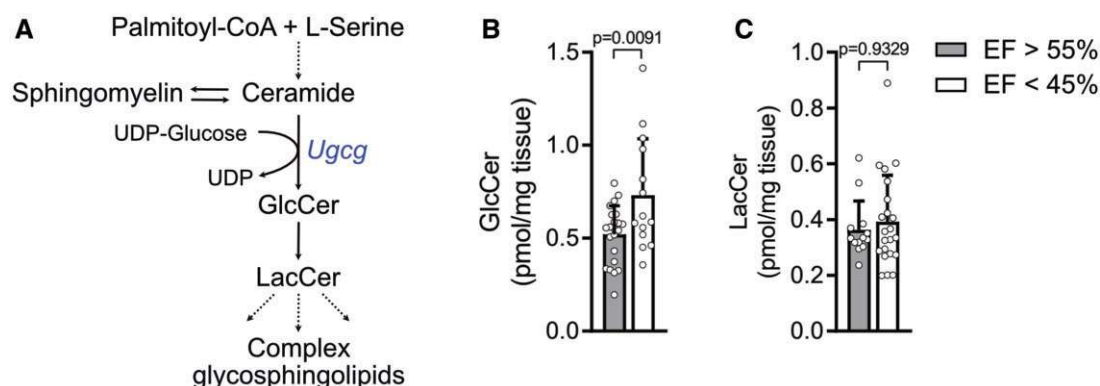 A
Palmitoyl-CoA + L-Serine
Sphingomyelin
Ceramide
UDP-Glucose
Ugcg
UDP
GlcCer
LacCer
Complex
glycosphingolipids
B
p=0.0091
GlcCer
(pmol/mg tissue)
1.5
1.0
0.5
0.0
C
p=0.9329
LacCer
(pmol/mg tissue)
1.0
0.8
0.6
0.4
0.2
0.0
EF > 55%
EF < 45%